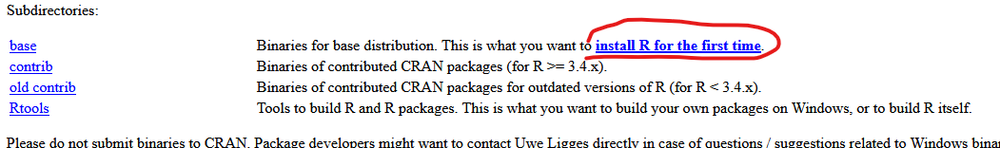 Subdirectories:
base Binaries for base distribution. This is what you want to install R for the first time.
contrib Binaries of contributed CRAN packages (for R >= 3.4.x).
old contrib Binaries of contributed CRAN packages for outdated versions of R (for R < 3.4.x).
Rtools Tools to build R and R packages. This is what you want to build your own packages on Windows, or to build R itself.
Please do not submit binaries to CRAN. Package developers might want to contact Uwe Ligges directly in case of questions / suggestions related to Windows